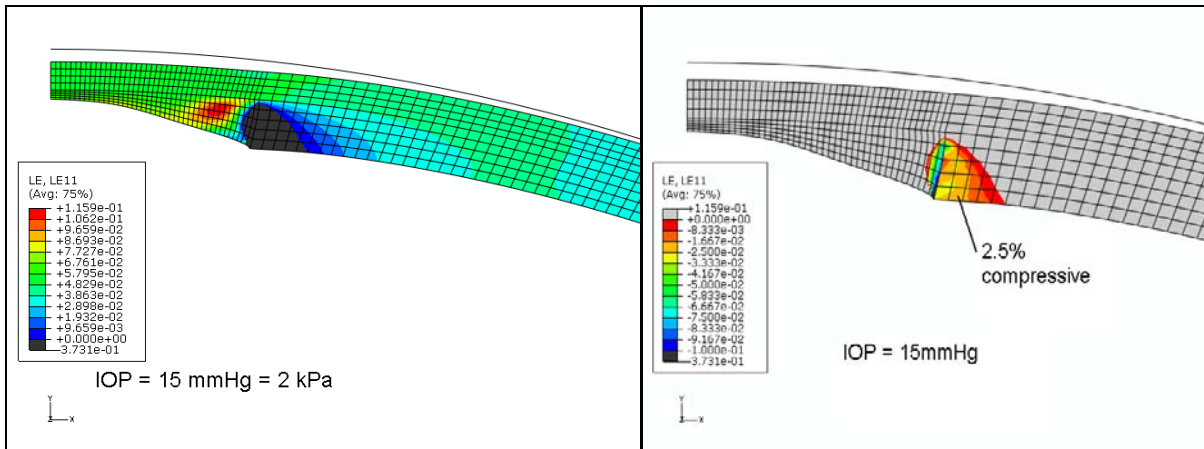 LE, LE11
(Avg: 75%)
+1.159e-01
+1.062e-01
+9.659e-02
+8.693e-02
+7.727e-02
+6.761e-02
+5.795e-02
+4.829e-02
+3.863e-02
+2.898e-02
+1.932e-02
+9.659e-03
+0.000e+00
-3.731e-01
IOP = 15 mmHg = 2 kPa
Y
Z X
LE, LE11
(Avg: 75%)
+1.159e-01
+0.000e+00
-8.333e-03
-1.667e-02
-2.500e-02
-3.333e-02
-4.167e-02
-5.000e-02
-5.833e-02
-6.667e-02
-7.500e-02
-8.333e-02
-9.167e-02
-1.000e-01
-3.731e-01
2.5%
compressive
IOP = 15mmHg
Y
Z X